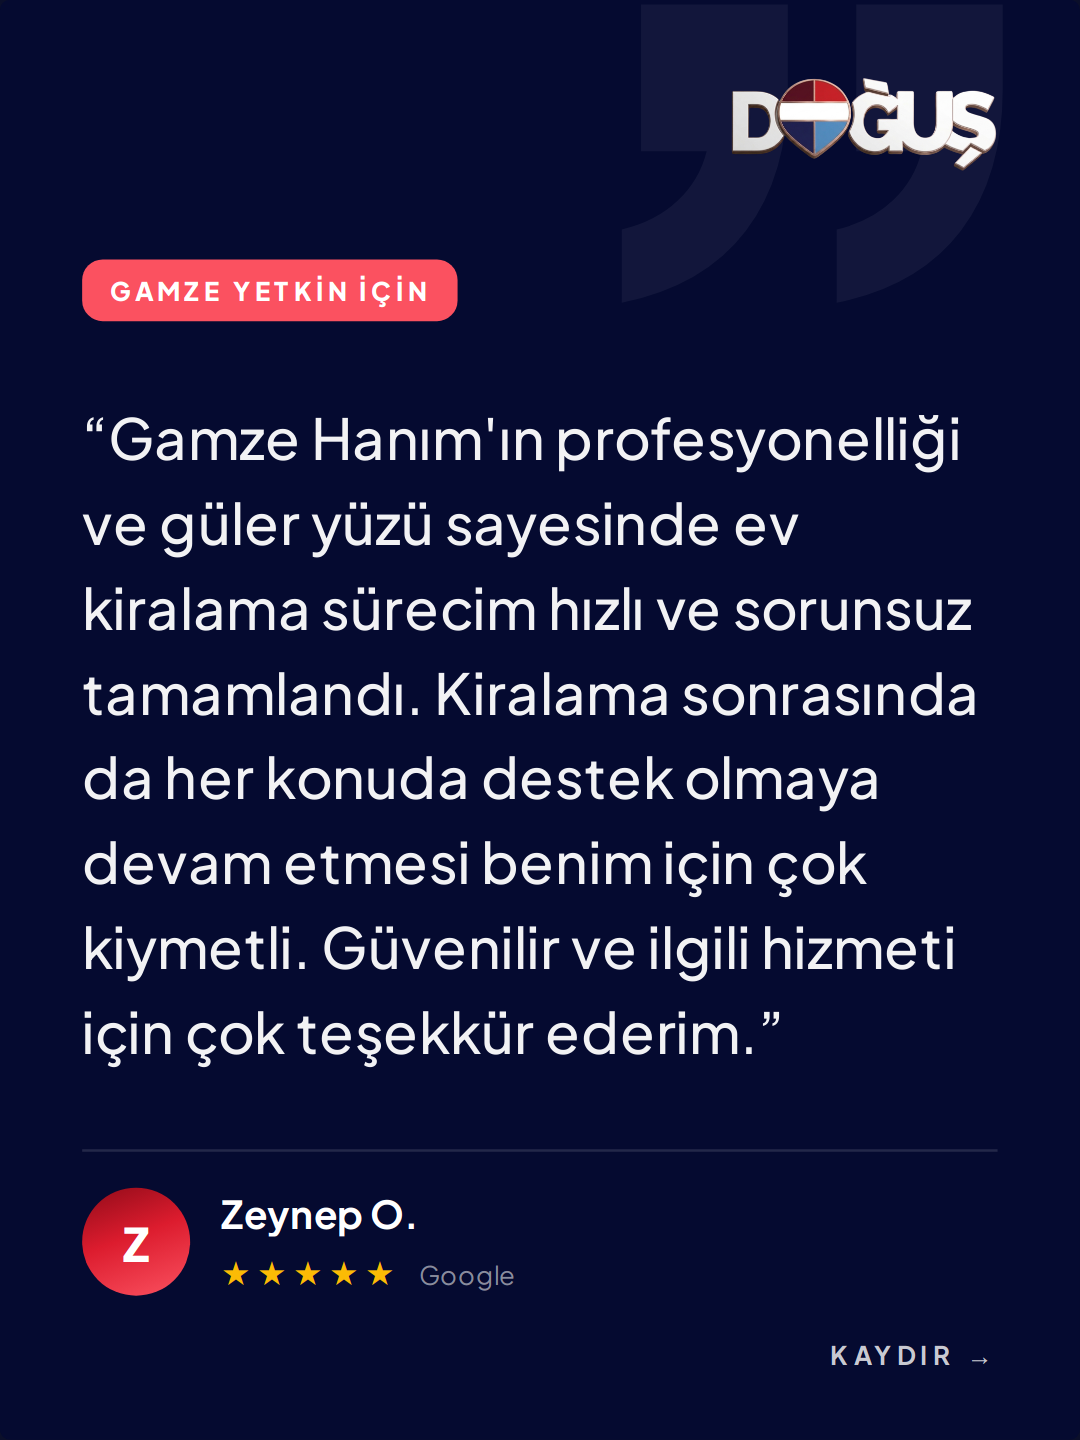 DOĞUŞ
GAMZE YETKİN İÇİN
“Gamze Hanım'ın profesyonelliği
ve güler yüzü sayesinde ev
kiralama sürecim hızlı ve sorunsuz
tamamlandı. Kiralama sonrasında
da her konuda destek olmaya
devam etmesi benim için çok
kiymetli. Güvenilir ve ilgili hizmeti
için çok teşekkür ederim.”
Z
Zeynep O.
★★★★★ Google
KAYDIR →